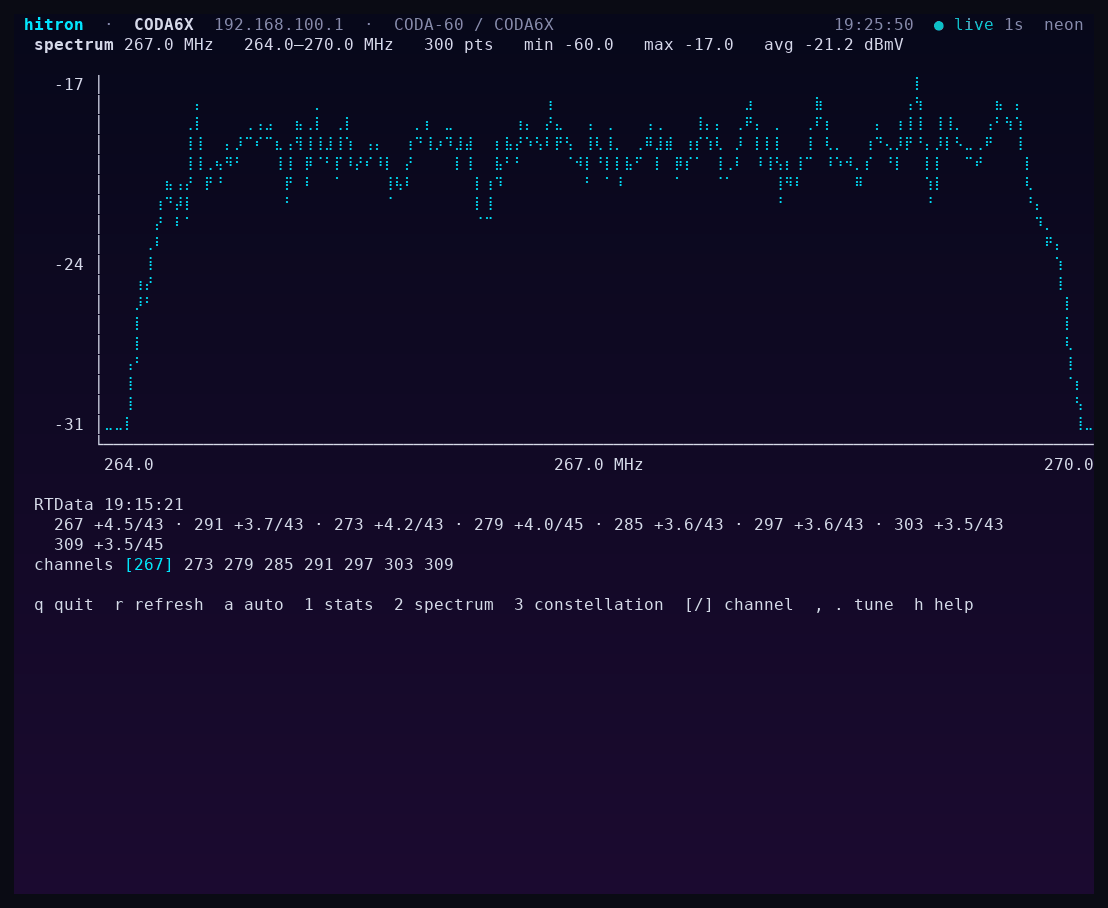 hitron · CODA6X 192.168.100.1 · CODA-60 / CODA6X 19:25:50 ● live 1s neon
spectrum 267.0 MHz 264.0—270.0 MHz 300 pts min -60.0 max -17.0 avg -21.2 dBmV
-17
-24
-31
264.0 267.0 MHz 270.0
RTData 19:15:21
267 +4.5/43 · 291 +3.7/43 · 273 +4.2/43 · 279 +4.0/45 · 285 +3.6/43 · 297 +3.6/43 · 303 +3.5/43
309 +3.5/45
channels [267] 273 279 285 291 297 303 309
q quit r refresh a auto 1 stats 2 spectrum 3 constellation [/] channel , . tune h help